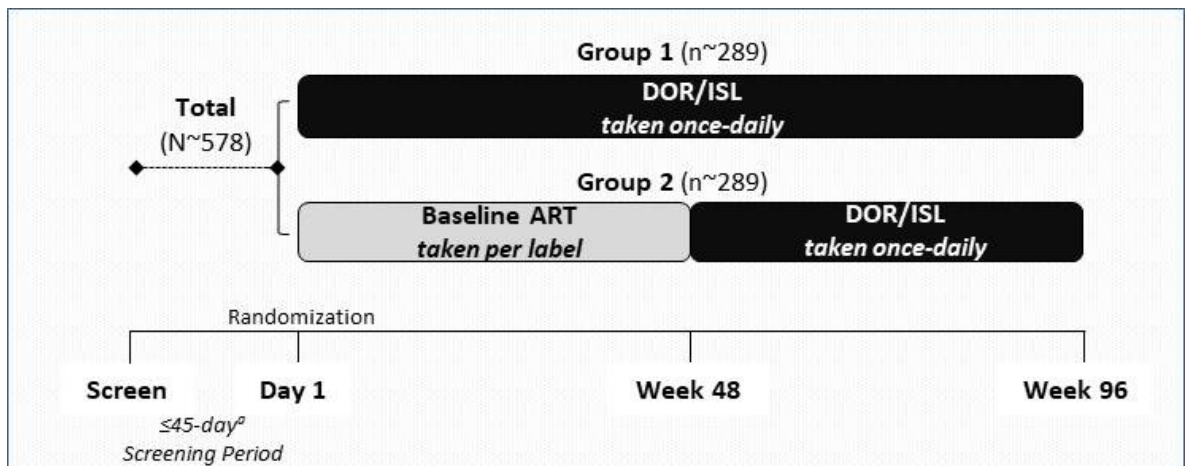 Group 1 (n~289)
DOR/ISL
taken once-daily
Total
(N~578)
Group 2 (n~289)
Baseline ART
taken per label
DOR/ISL
taken once-daily
Randomization
Screen
Day 1
Week 48
Week 96
≤45-dayᵃ
Screening Period